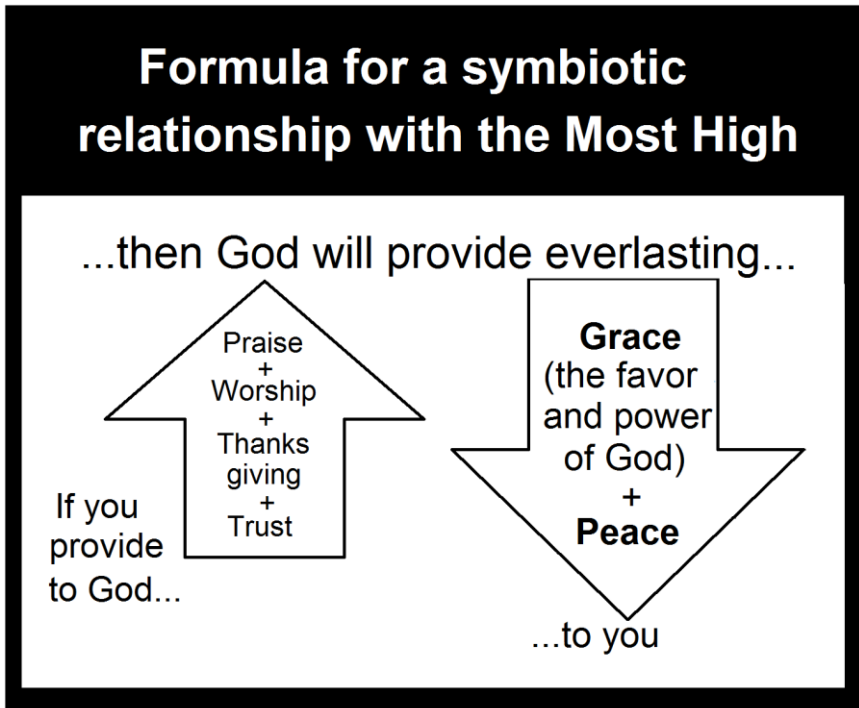 Formula for a symbiotic
relationship with the Most High
If you
provide
to God...
Praise
+
Worship
+
Thanks
giving
+
Trust
...then God will provide everlasting...
Grace
(the favor
and power
of God)
+
Peace
...to you